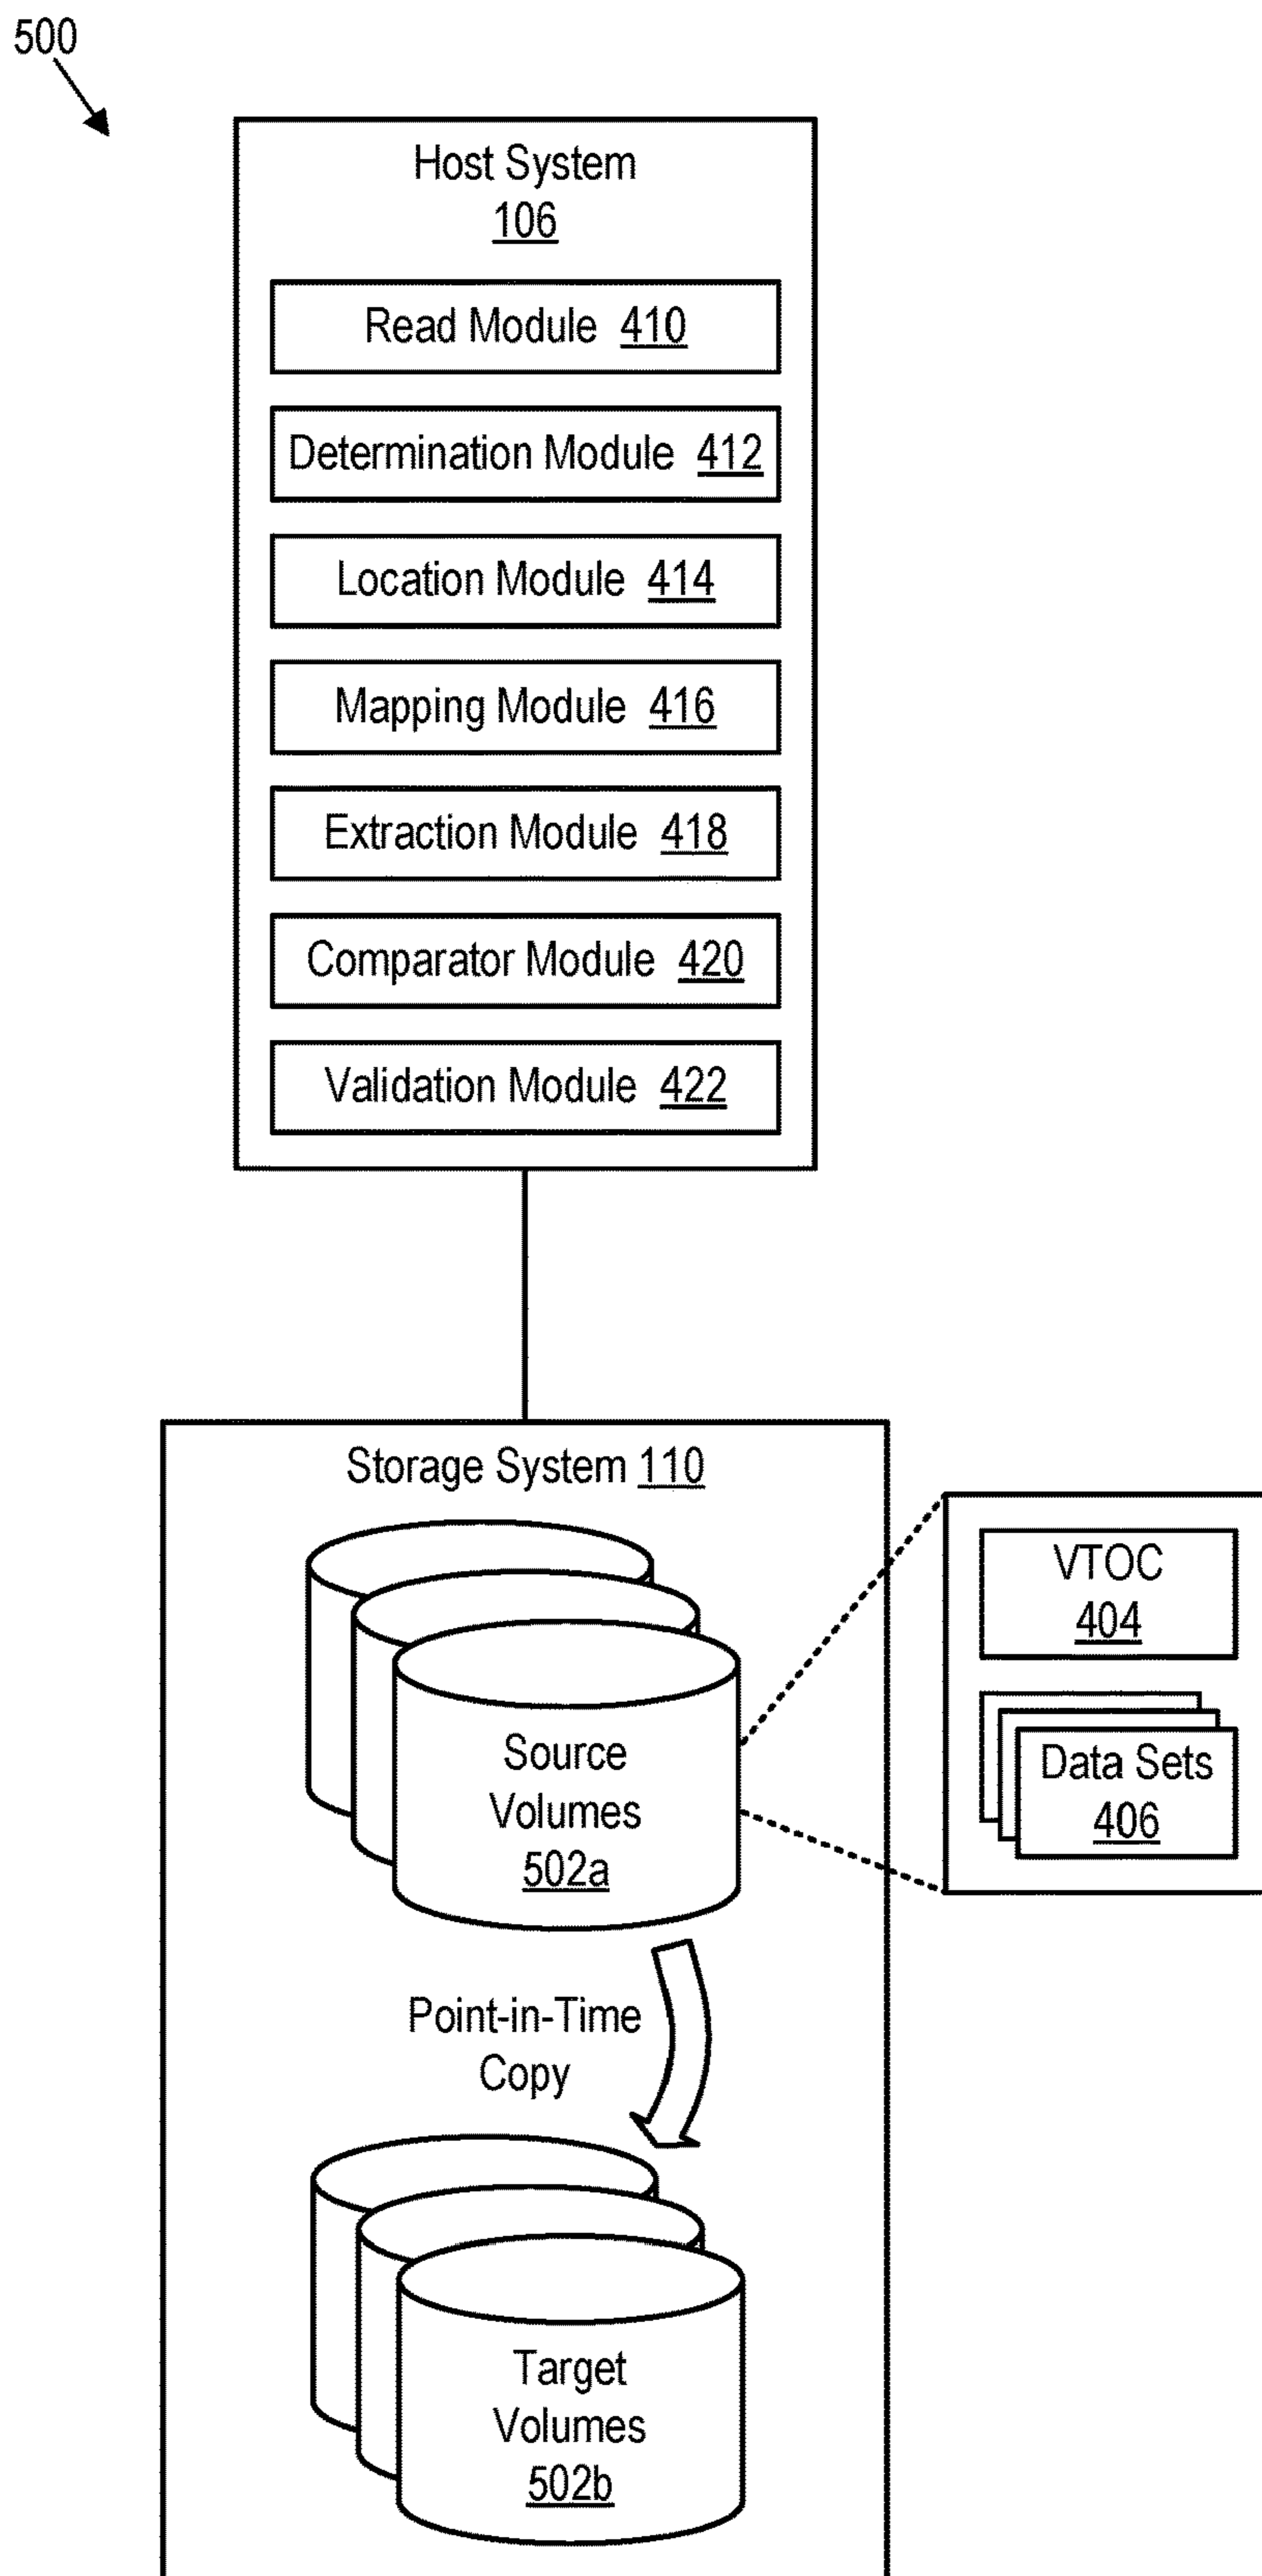 500
Host System
106
Read Module 410
Determination Module 412
Location Module 414
Mapping Module 416
Extraction Module 418
Comparator Module 420
Validation Module 422
Storage System 110
VTOC
404
Source
Volumes
502a
Data Sets
406
Point-in-Time
Copy
Target
Volumes
502b